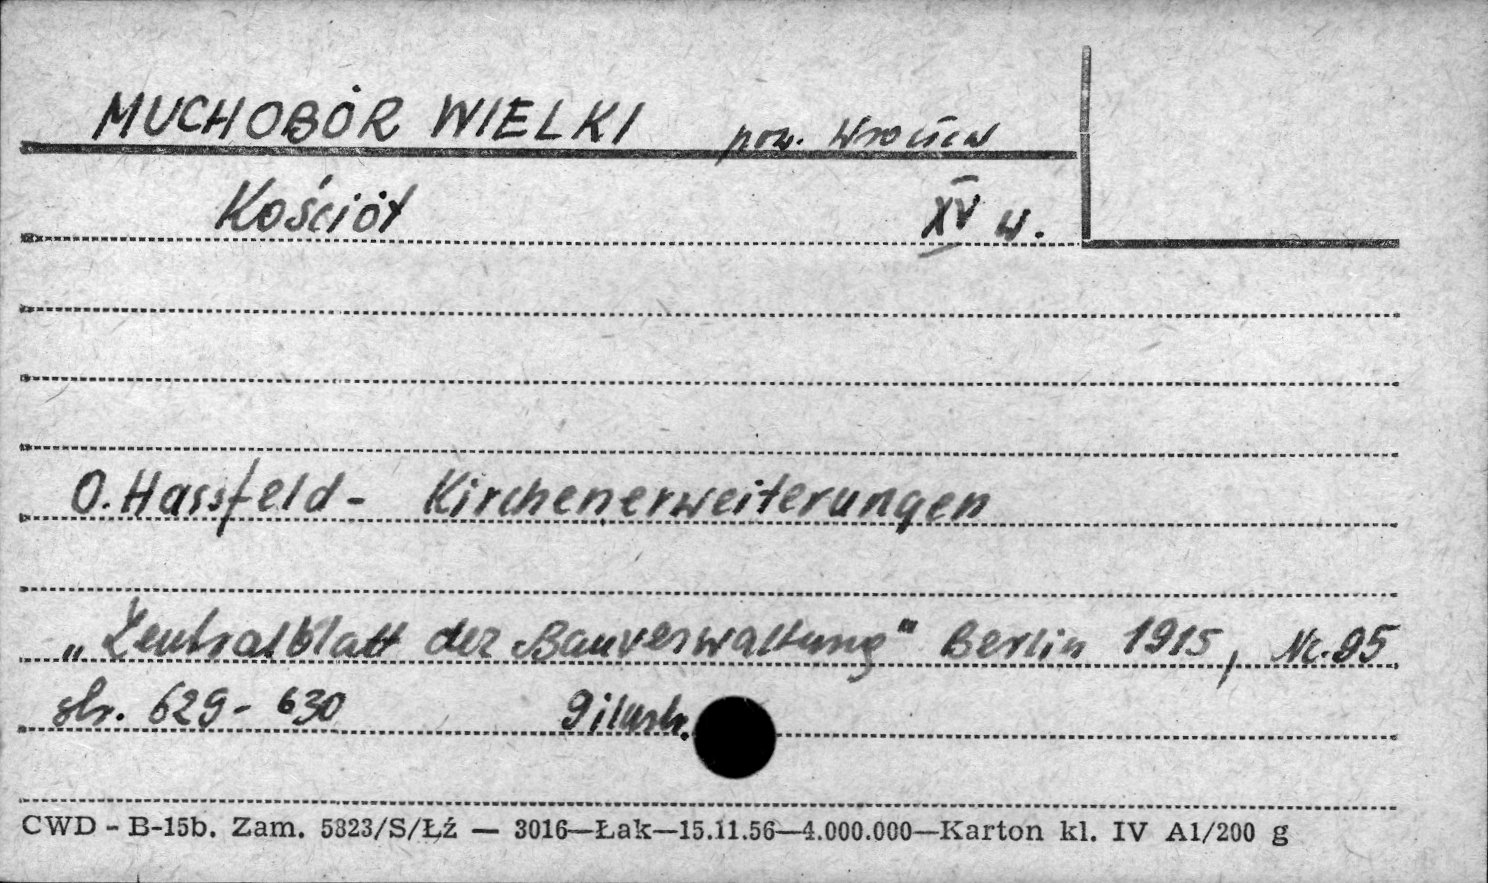 MUCHOBÓR WIELKI pow. Wrocław
Kościół XV w.
O. Hassfeld - Kirchenerweiterungen
„Zentralblatt der Bauverwaltung" Berlin 1915, Nr. 95
str. 629-630 9 ilustr.
CWD - B-15b. Zam. 5823/S/Łź — 3016—Łak—15.11.56—4.000.000—Karton kl. IV A1/200 g